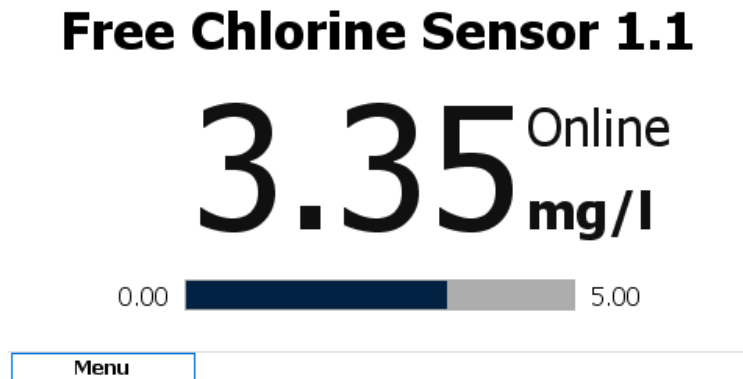 Free Chlorine Sensor 1.1
3.35
Online
mg/l
0.00
5.00
Menu